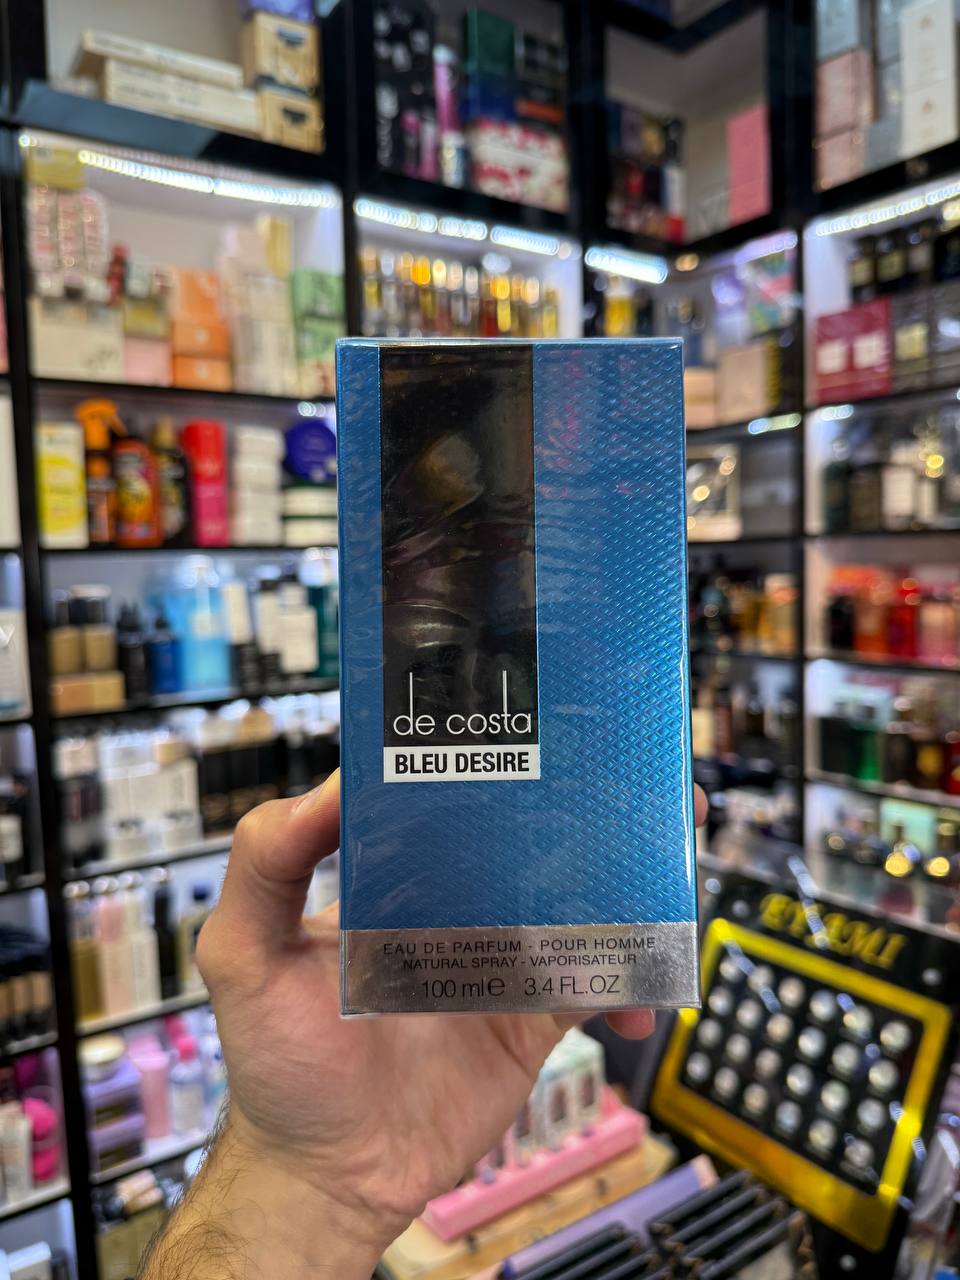 de costa
BLEU DESIRE
EAU DE PARFUM - POUR HOMME
NATURAL SPRAY - VAPORISATEUR
100 ml e 3.4 FL.OZ